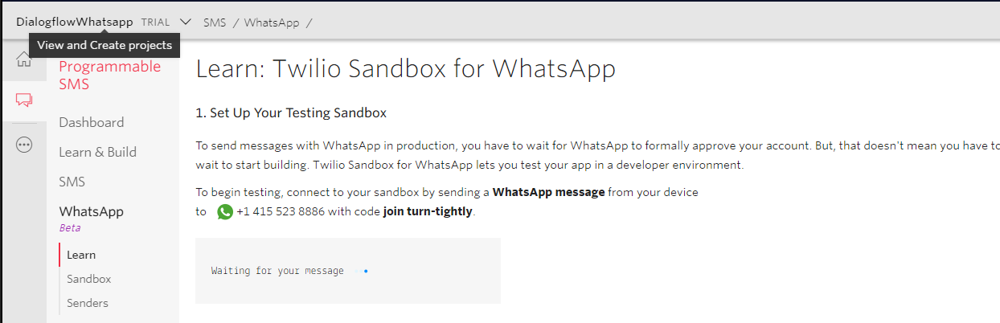 DialogflowWhatsapp TRIAL SMS / WhatsApp /
View and Create projects
Programmable
SMS
Dashboard
Learn & Build
SMS
WhatsApp
Beta
Learn
Sandbox
Senders
Learn: Twilio Sandbox for WhatsApp
1. Set Up Your Testing Sandbox
To send messages with WhatsApp in production, you have to wait for WhatsApp to formally approve your account. But, that doesn't mean you have to
wait to start building. Twilio Sandbox for WhatsApp lets you test your app in a developer environment.
To begin testing, connect to your sandbox by sending a WhatsApp message from your device
to +1 415 523 8886 with code join turn-tightly.
Waiting for your message